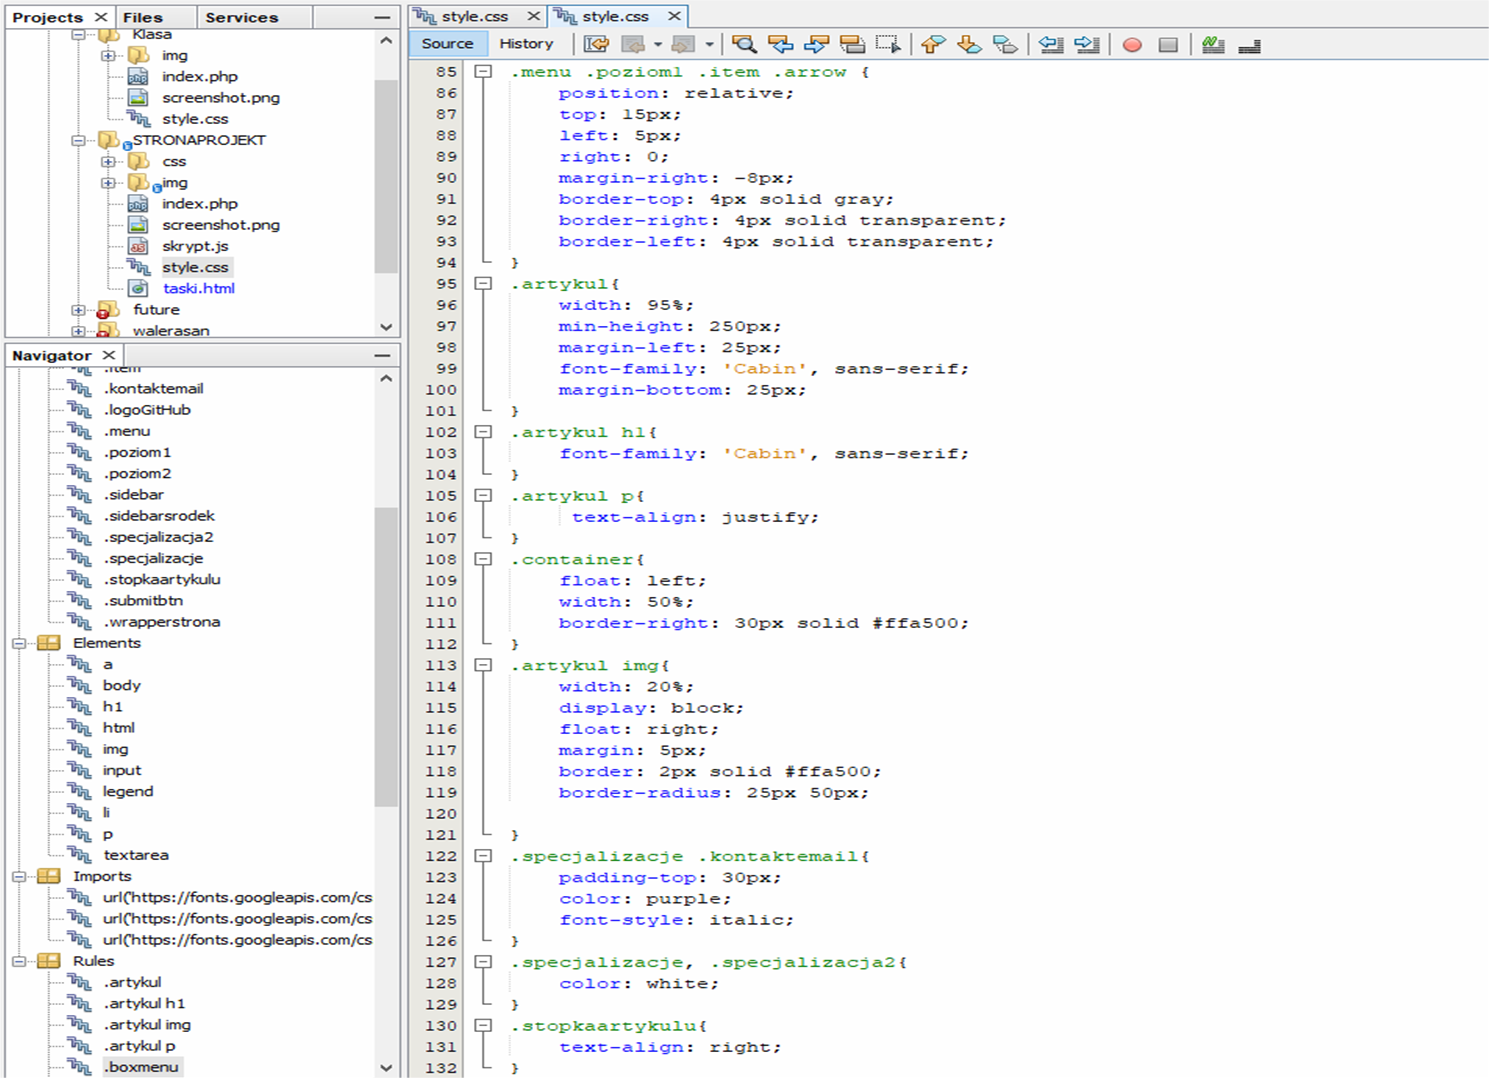 Projects
Files
Services
Klasa
img
index.php
screenshot.png
style.css
STRONAPROJEKT
css
img
index.php
screenshot.png
skrypt.js
style.css
taski.html
future
walerasan
Navigator
.item
.kontaktemail
.logoGitHub
.menu
.poziom1
.poziom2
.sidebar
.sidebarsrodek
.specjalizacja2
.specjalizacje
.stopkaartykulu
.submitbtn
.wrapperstrona
Elements
a
body
h1
html
img
input
legend
li
p
textarea
Imports
url('https://fonts.googleapis.com/cs
url('https://fonts.googleapis.com/cs
url('https://fonts.googleapis.com/cs
Rules
.artykul
.artykul h1
.artykul img
.artykul p
.boxmenu
style.css
style.css
Source
History
85 .menu .poziom1 .item .arrow {
86 position: relative;
87 top: 15px;
88 left: 5px;
89 right: 0;
90 margin-right: -8px;
91 border-top: 4px solid gray;
92 border-right: 4px solid transparent;
93 border-left: 4px solid transparent;
94 }
95 .artykul{
96 width: 95%;
97 min-height: 250px;
98 margin-left: 25px;
99 font-family: 'Cabin', sans-serif;
100 margin-bottom: 25px;
101 }
102 .artykul h1{
103 font-family: 'Cabin', sans-serif;
104 }
105 .artykul p{
106 text-align: justify;
107 }
108 .container{
109 float: left;
110 width: 50%;
111 border-right: 30px solid #ffa500;
112 }
113 .artykul img{
114 width: 20%;
115 display: block;
116 float: right;
117 margin: 5px;
118 border: 2px solid #ffa500;
119 border-radius: 25px 50px;
120
121 }
122 .specjalizacje .kontaktemail{
123 padding-top: 30px;
124 color: purple;
125 font-style: italic;
126 }
127 .specjalizacje, .specjalizacja2{
128 color: white;
129 }
130 .stopkaartykulu{
131 text-align: right;
132 }